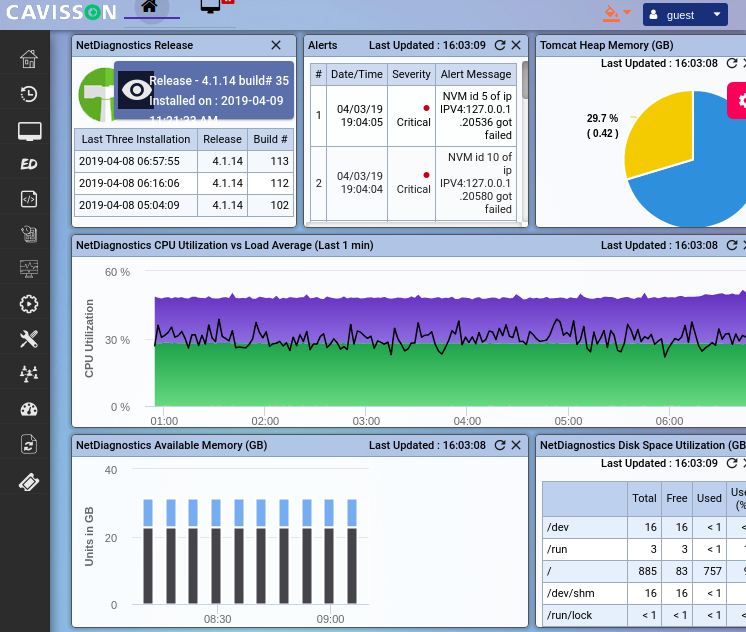 CAVISSON
guest
NetDiagnostics Release
Release - 4.1.14 build# 35
Installed on : 2019-04-09
Last Three Installation Release Build #
2019-04-08 06:57:55 4.1.14 113
2019-04-08 06:16:06 4.1.14 112
2019-04-08 05:04:09 4.1.14 102
Alerts Last Updated : 16:03:09
# Date/Time Severity Alert Message
1 04/03/19 19:04:05 Critical NVM id 5 of ip
IPV4:127.0.0.1
.20536 got
failed
2 04/03/19 19:04:04 Critical NVM id 10 of
ip
IPV4:127.0.0.1
.20580 got
failed
Tomcat Heap Memory (GB)
Last Updated : 16:03:08
29.7 %
( 0.42 )
NetDiagnostics CPU Utilization vs Load Average (Last 1 min) Last Updated : 16:03:08
CPU Utilization
60 %
30 %
0 %
01:00 02:00 03:00 04:00 05:00 06:00
NetDiagnostics Available Memory (GB) Last Updated : 16:03:08
Units in GB
40
20
0
08:30 09:00
NetDiagnostics Disk Space Utilization (GB
Last Updated : 16:03:09
Total Free Used
(%
/dev 16 16 < 1
/run 3 3 < 1
/ 885 83 757
/dev/shm 16 16 < 1
/run/lock < 1 < 1 < 1
ED